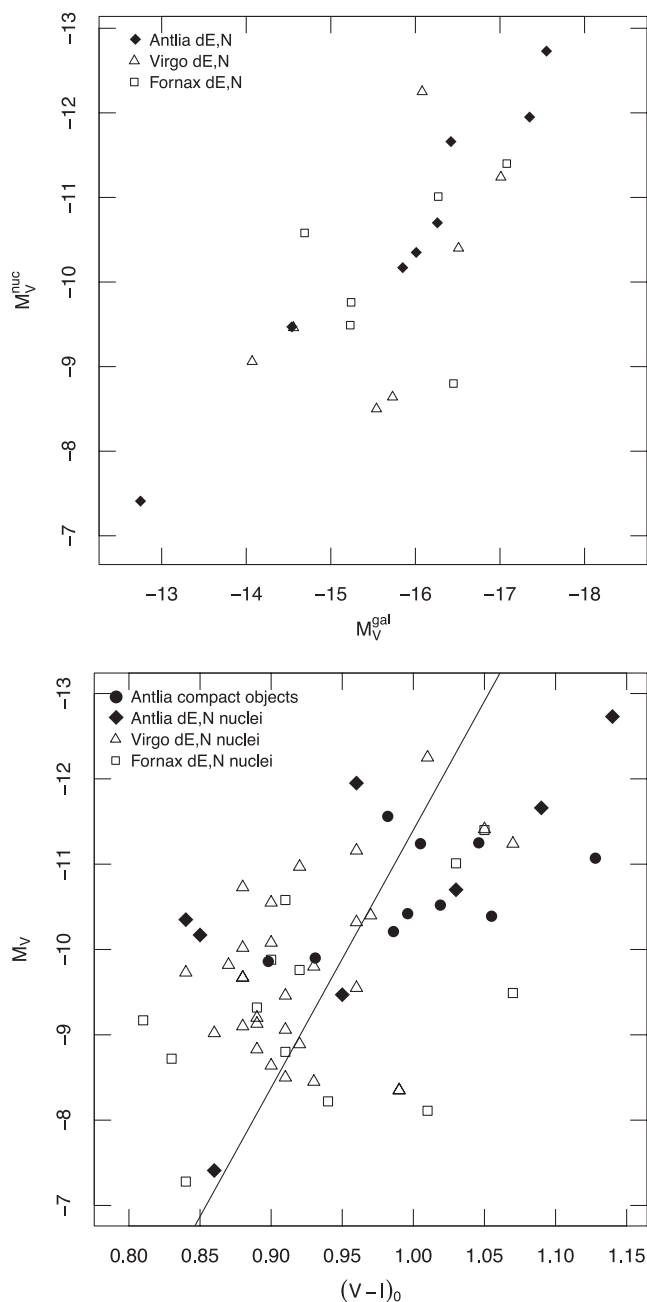 Antlia dE,N
Virgo dE,N
Fornax dE,N
−13
−12
−11
−10
−9
−8
−7
M_V^nuc
−13
−14
−15
−16
−17
−18
M_V^gal
Antlia compact objects
Antlia dE,N nuclei
Virgo dE,N nuclei
Fornax dE,N nuclei
−13
−12
−11
−10
−9
−8
−7
M_V
0.80
0.85
0.90
0.95
1.00
1.05
1.10
1.15
(V−I)_0